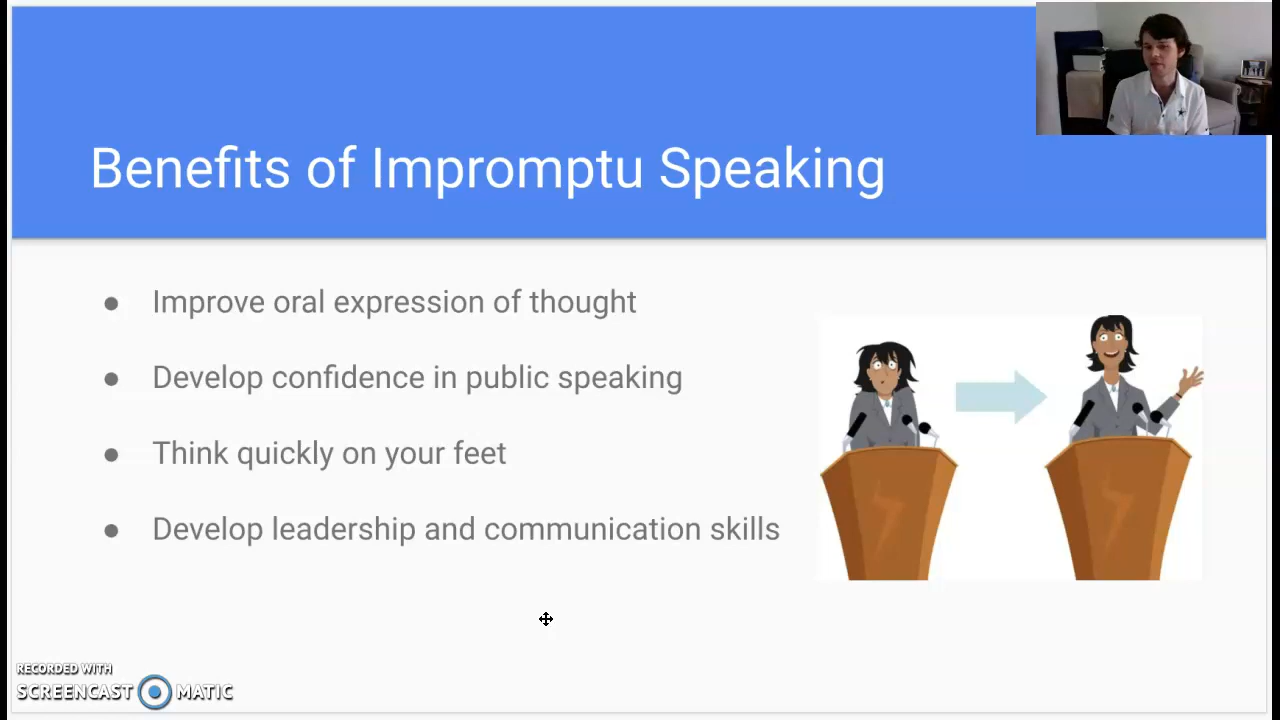 Benefits of Impromptu Speaking
● Improve oral expression of thought
● Develop confidence in public speaking
● Think quickly on your feet
● Develop leadership and communication skills
RECORDED WITH
SCREENCAST MATIC